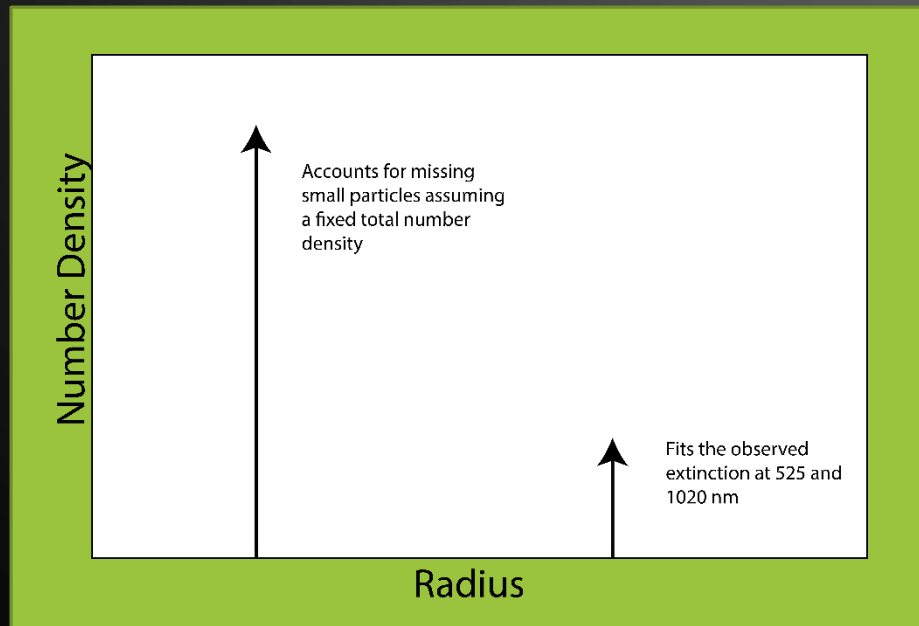 Number Density
Accounts for missing
small particles assuming
a fixed total number
density
Fits the observed
extinction at 525 and
1020 nm
Radius